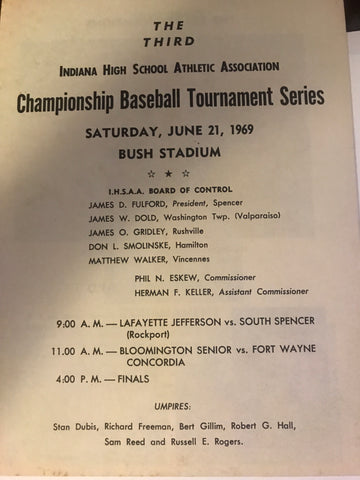 THE
THIRD
INDIANA HIGH SCHOOL ATHLETIC ASSOCIATION
Championship Baseball Tournament Series
SATURDAY, JUNE 21, 1969
BUSH STADIUM
☆ ★ ☆
I.H.S.A.A. BOARD OF CONTROL
JAMES D. FULFORD, President, Spencer
JAMES W. DOLD, Washington Twp. (Valparaiso)
JAMES O. GRIDLEY, Rushville
DON L. SMOLINSKE, Hamilton
MATTHEW WALKER, Vincennes
PHIL N. ESKEW, Commissioner
HERMAN F. KELLER, Assistant Commissioner
9:00 A. M. — LAFAYETTE JEFFERSON vs. SOUTH SPENCER
(Rockport)
11.00 A. M. — BLOOMINGTON SENIOR vs. FORT WAYNE
CONCORDIA
4:00 P. M. — FINALS
UMPIRES:
Stan Dubis, Richard Freeman, Bert Gillim, Robert G. Hall,
Sam Reed and Russell E. Rogers.